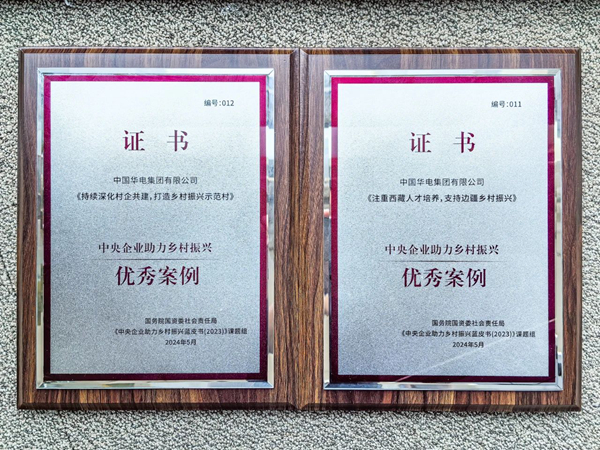 编号:012
证 书
中国华电集团有限公司
《持续深化村企共建,打造乡村振兴示范村》
中央企业助力乡村振兴
优秀案例
国务院国资委社会责任局
《中央企业助力乡村振兴蓝皮书(2023)》课题组
2024年5月
编号:011
证 书
中国华电集团有限公司
《注重西藏人才培养,支持边疆乡村振兴》
中央企业助力乡村振兴
优秀案例
国务院国资委社会责任局
《中央企业助力乡村振兴蓝皮书(2023)》课题组
2024年5月